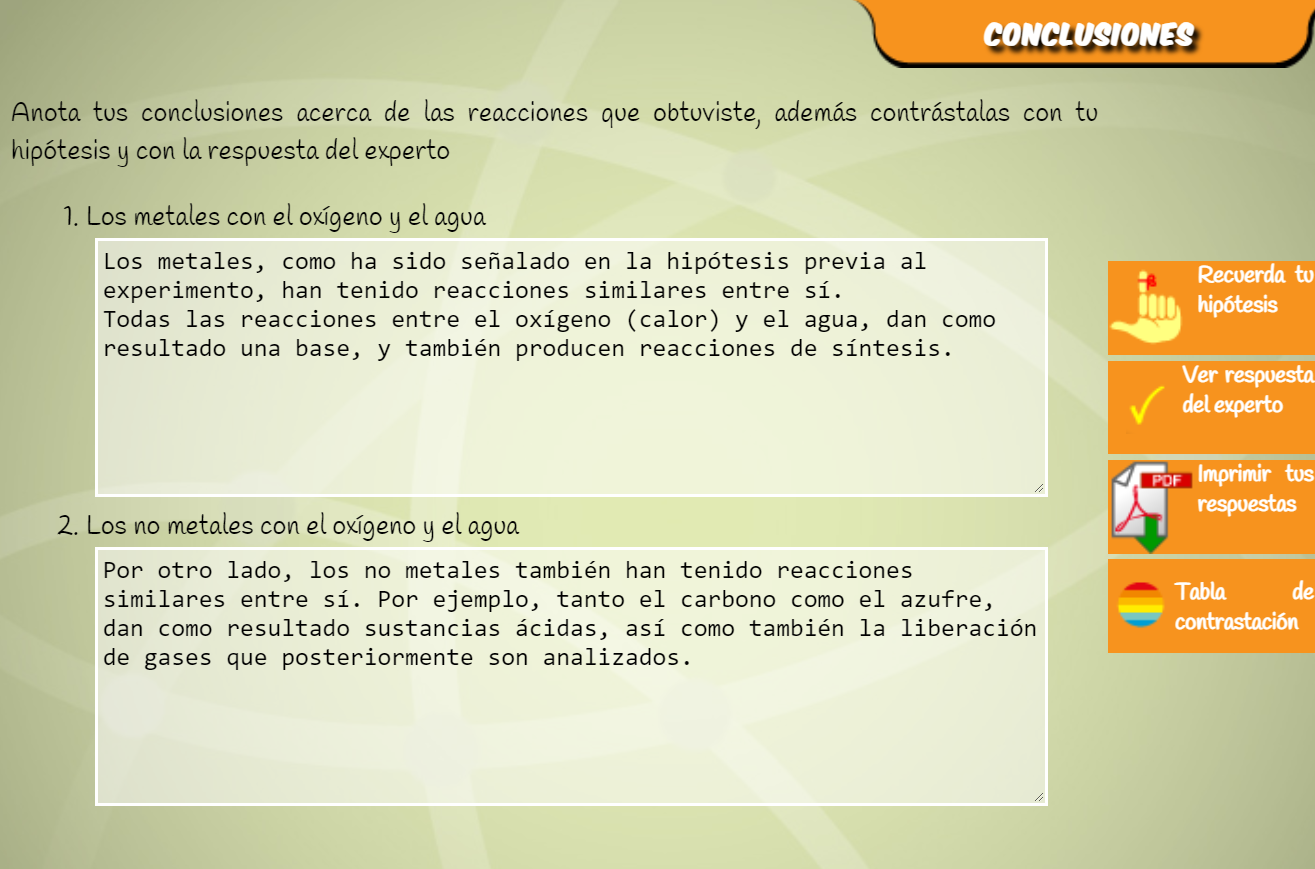 CONCLUSIONES
Anota tus conclusiones acerca de las reacciones que obtuviste, además contrástalas con tu
hipótesis y con la respuesta del experto
1. Los metales con el oxígeno y el agua
Los metales, como ha sido señalado en la hipótesis previa al
experimento, han tenido reacciones similares entre sí.
Todas las reacciones entre el oxígeno (calor) y el agua, dan como
resultado una base, y también producen reacciones de síntesis.
Recuerda tu
hipótesis
Ver respuesta
del experto
PDF
Imprimir tus
respuestas
2. Los no metales con el oxígeno y el agua
Por otro lado, los no metales también han tenido reacciones
similares entre sí. Por ejemplo, tanto el carbono como el azufre,
dan como resultado sustancias ácidas, así como también la liberación
de gases que posteriormente son analizados.
Tabla de
contrastación